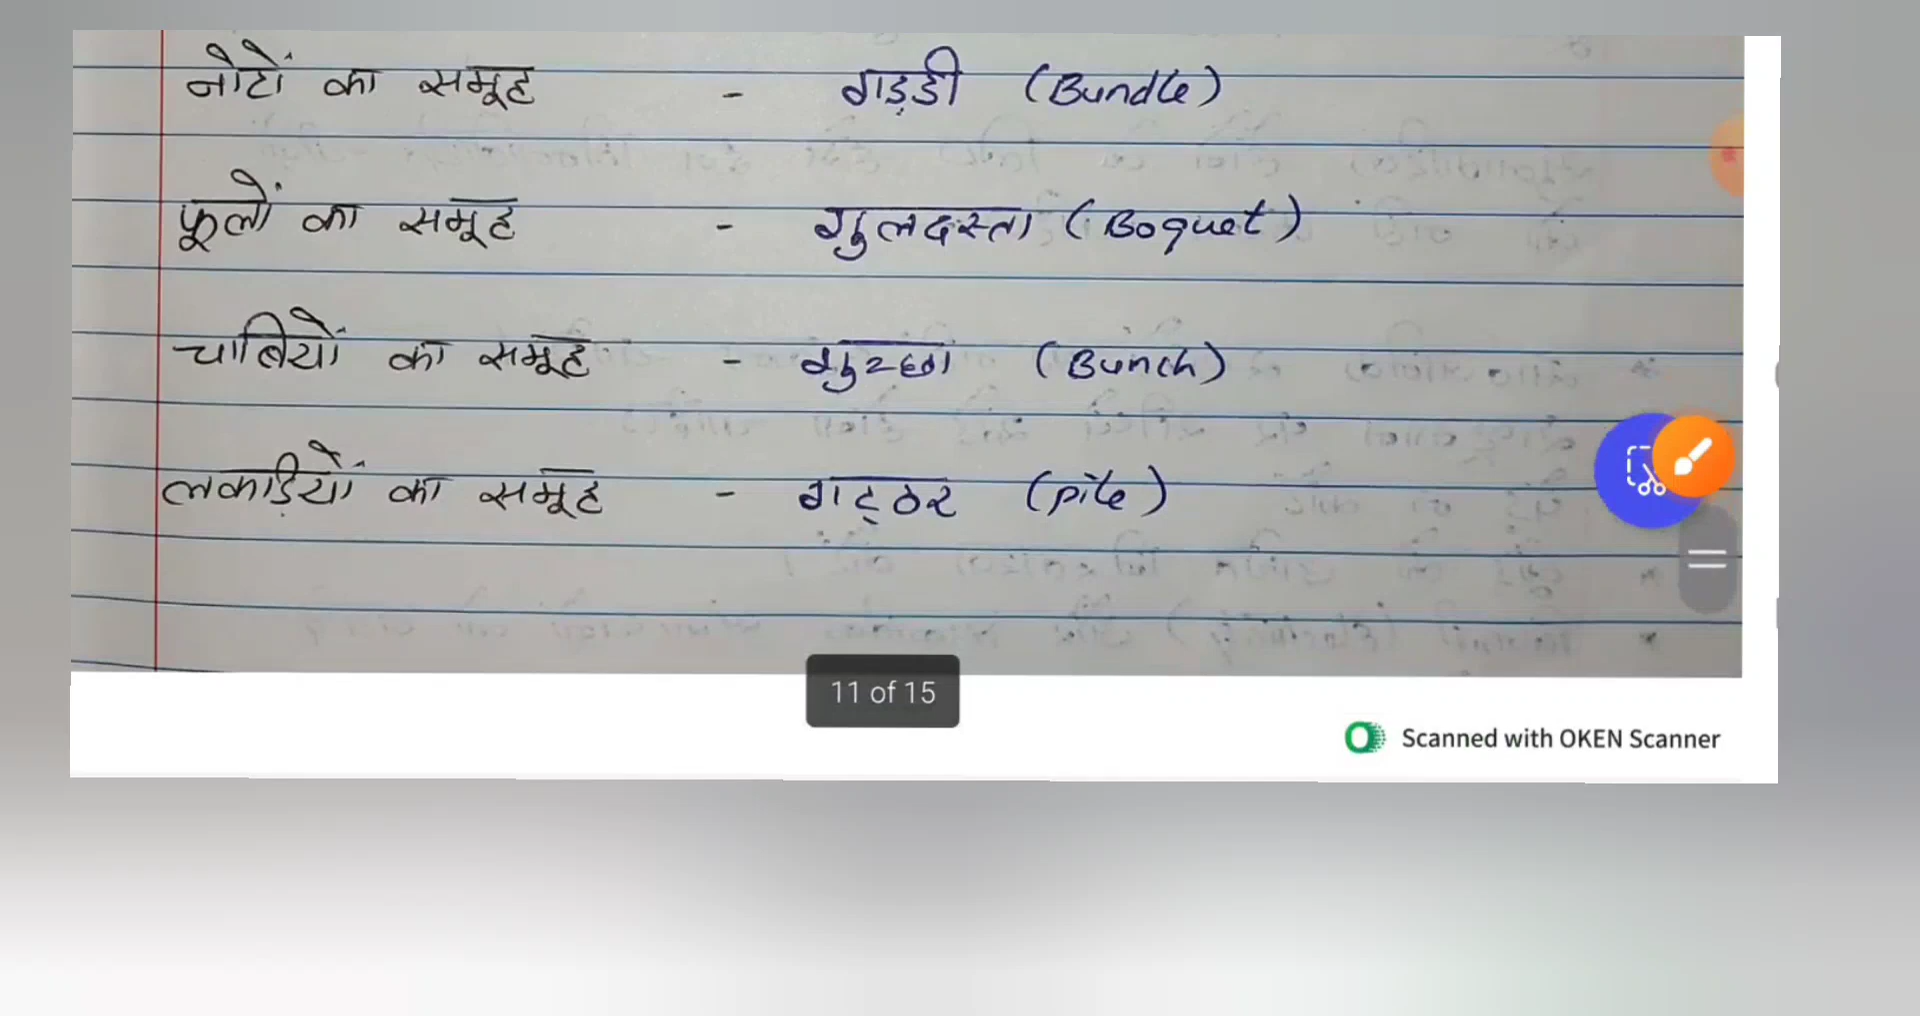 नोटों का समूह - गड्डी (Bundle)
फूलों का समूह - गुलदस्ता (Boquet)
चाबियों का समूह - गुच्छा (Bunch)
लकड़ियों का समूह - गट्ठर (pile)
11 of 15
Scanned with OKEN Scanner